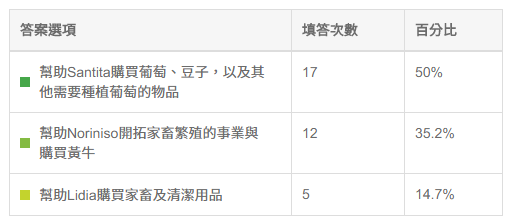 答案選項 填答次數 百分比
幫助Santita購買葡萄、豆子，以及其 17 50%
他需要種植葡萄的物品
幫助Noriniso開拓家畜繁殖的事業與 12 35.2%
購買黃牛
幫助Lidia購買家畜及清潔用品 5 14.7%